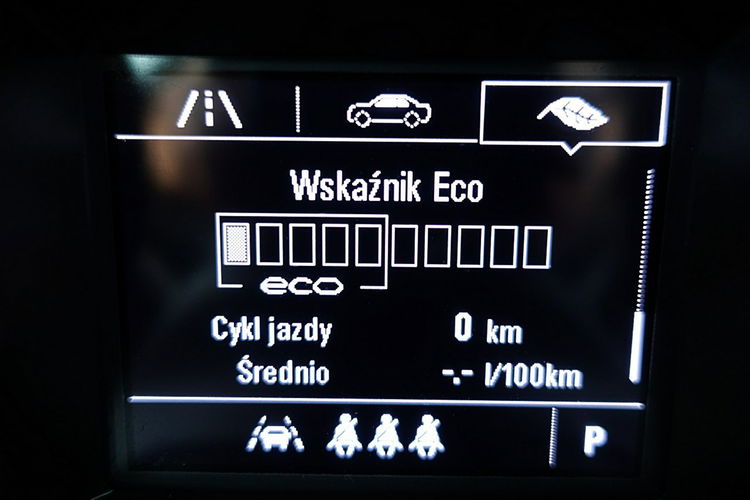 Wskaźnik Eco
eco
Cykl jazdy 0 km
Średnio -.- l/100km
P